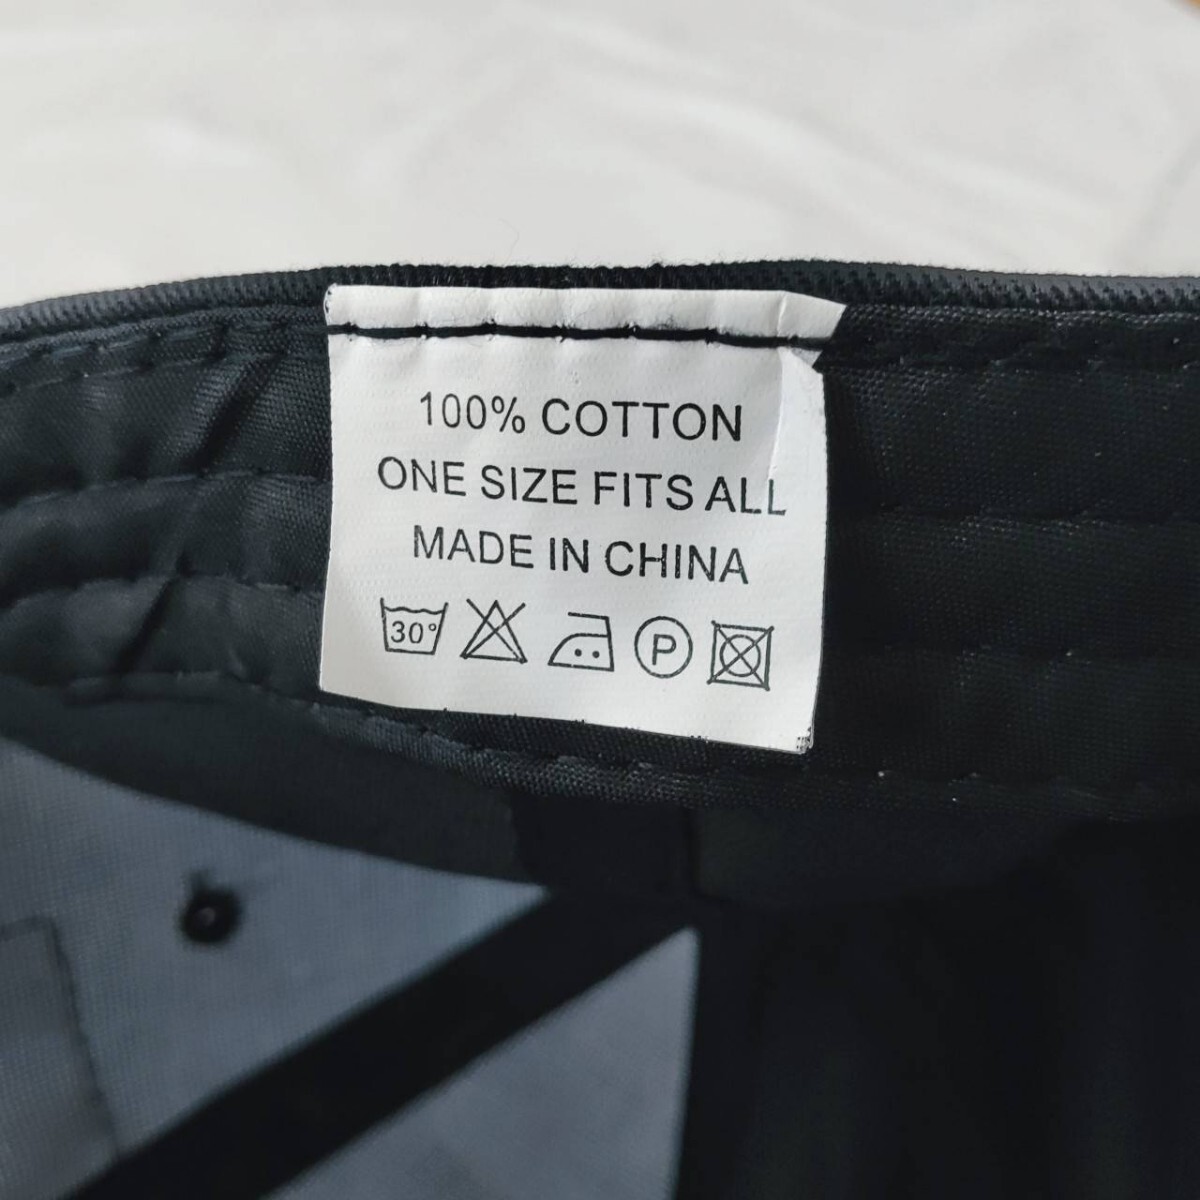 100% COTTON
ONE SIZE FITS ALL
MADE IN CHINA
30° P